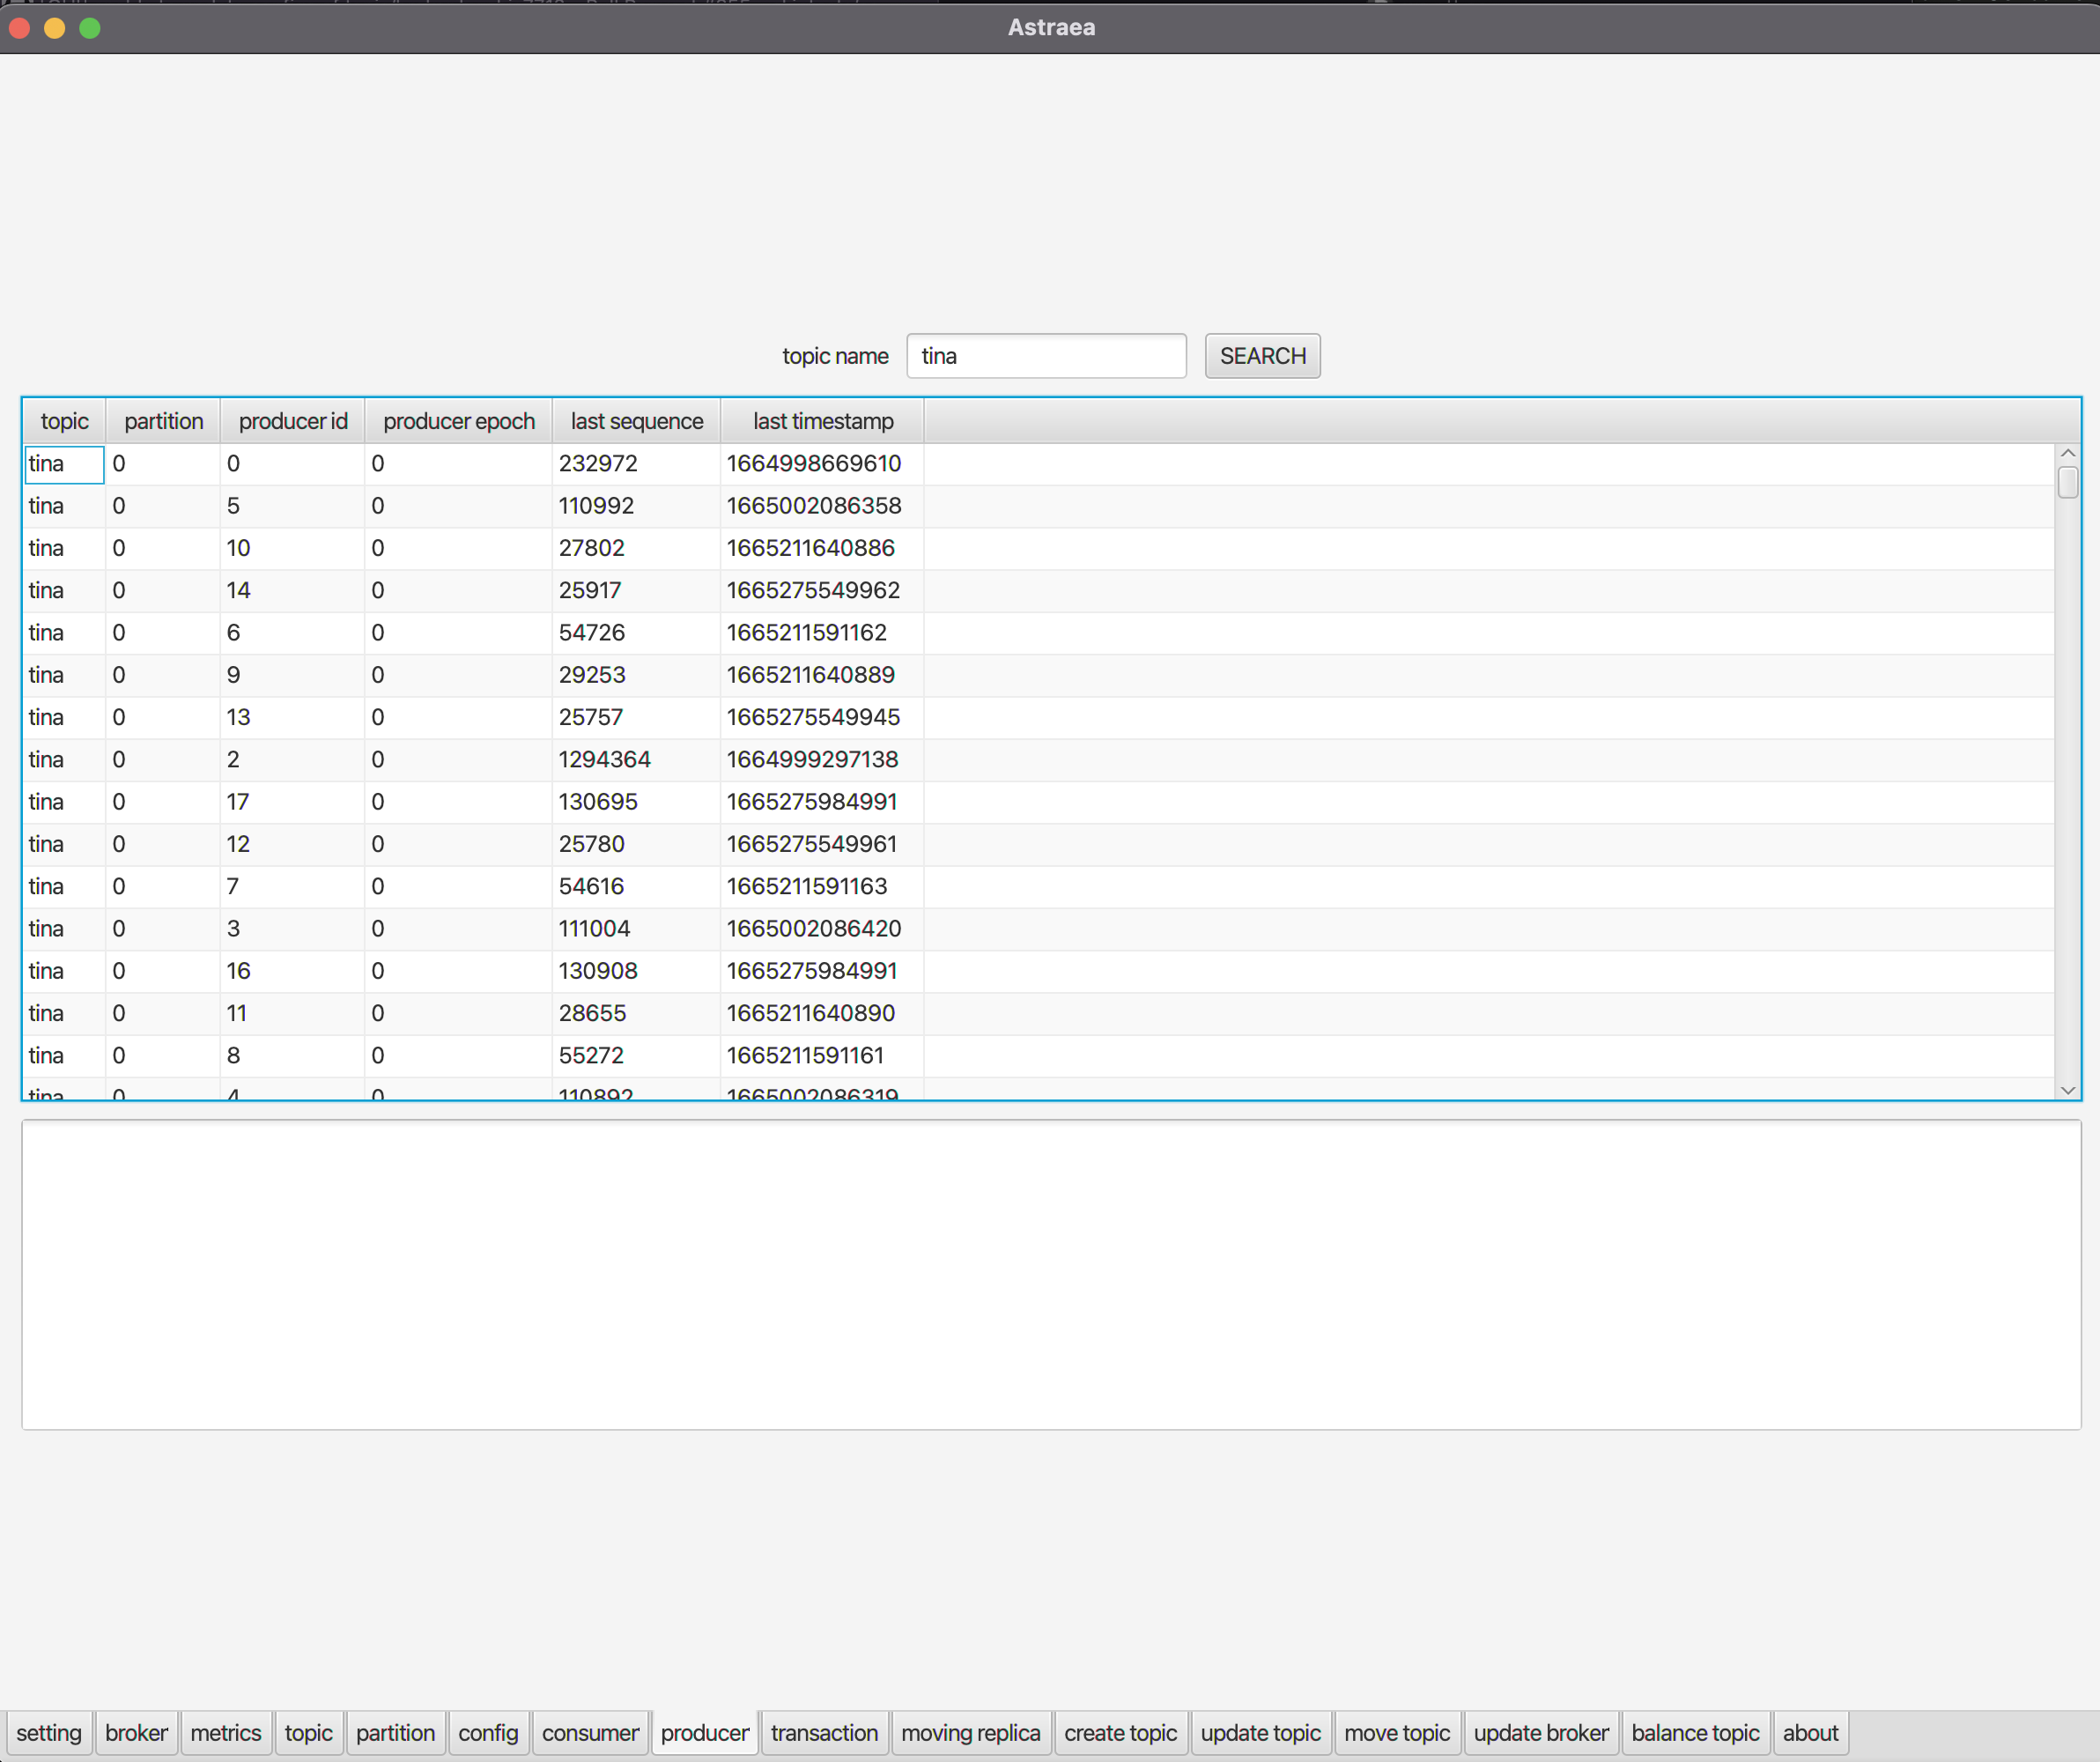 Astraea
topic name tina SEARCH
topic partition producer id producer epoch last sequence last timestamp
tina 0 0 0 232972 1664998669610
tina 0 5 0 110992 1665002086358
tina 0 10 0 27802 1665211640886
tina 0 14 0 25917 1665275549962
tina 0 6 0 54726 1665211591162
tina 0 9 0 29253 1665211640889
tina 0 13 0 25757 1665275549945
tina 0 2 0 1294364 1664999297138
tina 0 17 0 130695 1665275984991
tina 0 12 0 25780 1665275549961
tina 0 7 0 54616 1665211591163
tina 0 3 0 111004 1665002086420
tina 0 16 0 130908 1665275984991
tina 0 11 0 28655 1665211640890
tina 0 8 0 55272 1665211591161
tina 0 4 0 110892 1665002086319
setting broker metrics topic partition config consumer producer transaction moving replica create topic update topic move topic update broker balance topic about